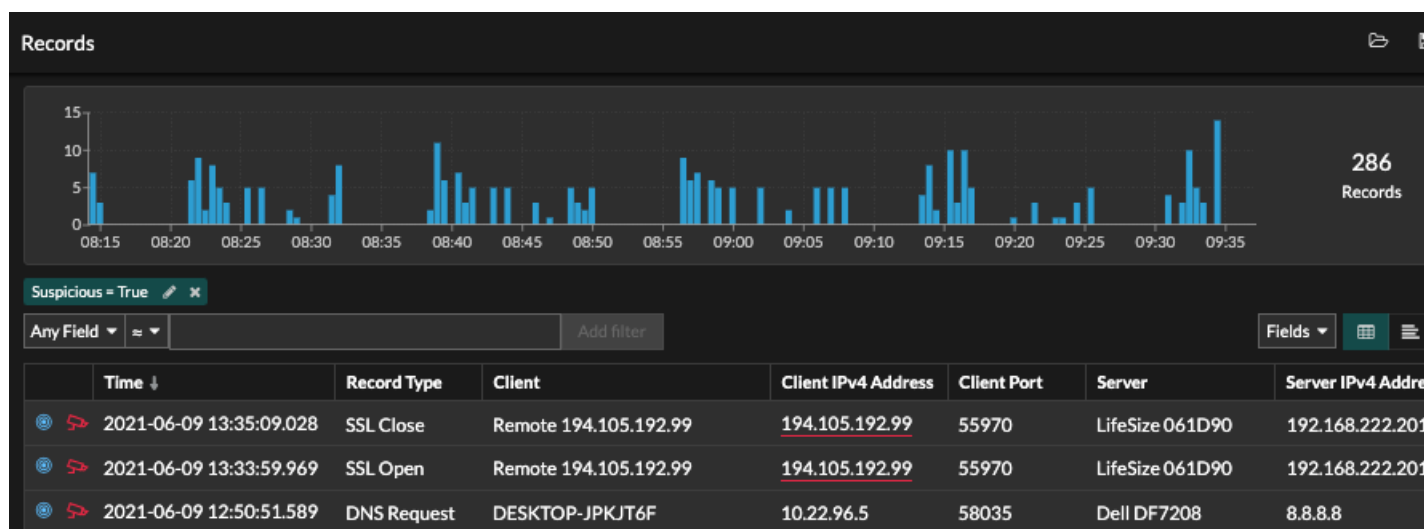 Records
15
10
5
0
08:15 08:20 08:25 08:30 08:35 08:40 08:45 08:50 08:55 09:00 09:05 09:10 09:15 09:20 09:25 09:30 09:35
286
Records
Suspicious = True
Any Field ≈ Add filter Fields
Time ↓ Record Type Client Client IPv4 Address Client Port Server Server IPv4 Addre
2021-06-09 13:35:09.028 SSL Close Remote 194.105.192.99 194.105.192.99 55970 LifeSize 061D90 192.168.222.201
2021-06-09 13:33:59.969 SSL Open Remote 194.105.192.99 194.105.192.99 55970 LifeSize 061D90 192.168.222.201
2021-06-09 12:50:51.589 DNS Request DESKTOP-JPKJT6F 10.22.96.5 58035 Dell DF7208 8.8.8.8